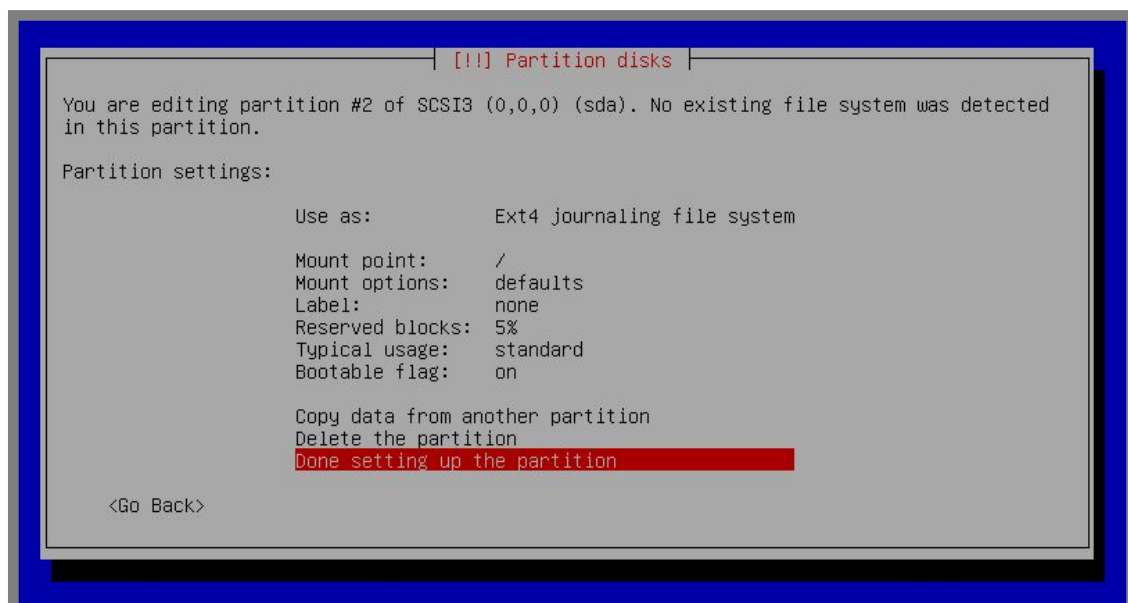 [!!] Partition disks
You are editing partition #2 of SCSI3 (0,0,0) (sda). No existing file system was detected
in this partition.
Partition settings:
Use as: Ext4 journaling file system
Mount point: /
Mount options: defaults
Label: none
Reserved blocks: 5%
Typical usage: standard
Bootable flag: on
Copy data from another partition
Delete the partition
Done setting up the partition
<Go Back>